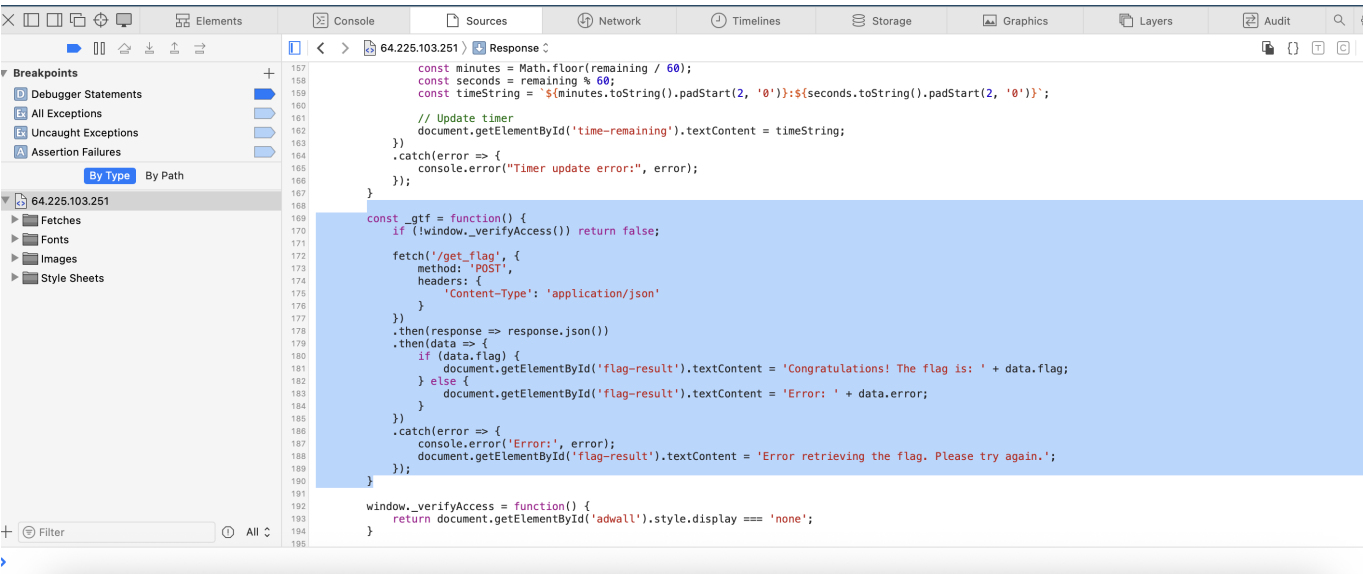 Elements
Console
Sources
Network
Timelines
Storage
Graphics
Layers
Audit
64.225.103.251 〉 Response
{} T C
Breakpoints
D Debugger Statements
Ex All Exceptions
Ex Uncaught Exceptions
A Assertion Failures
By Type By Path
64.225.103.251
Fetches
Fonts
Images
Style Sheets
Filter
All
157 const minutes = Math.floor(remaining / 60);
158 const seconds = remaining % 60;
159 const timeString = `${minutes.toString().padStart(2, '0')}:${seconds.toString().padStart(2, '0')}`;
160
161 // Update timer
162 document.getElementById('time-remaining').textContent = timeString;
163 })
164 .catch(error => {
165 console.error("Timer update error:", error);
166 });
167 }
168
169 const _gtf = function() {
170 if (!window._verifyAccess()) return false;
171
172 fetch('/get_flag', {
173 method: 'POST',
174 headers: {
175 'Content-Type': 'application/json'
176 }
177 })
178 .then(response => response.json())
179 .then(data => {
180 if (data.flag) {
181 document.getElementById('flag-result').textContent = 'Congratulations! The flag is: ' + data.flag;
182 } else {
183 document.getElementById('flag-result').textContent = 'Error: ' + data.error;
184 }
185 })
186 .catch(error => {
187 console.error('Error:', error);
188 document.getElementById('flag-result').textContent = 'Error retrieving the flag. Please try again.';
189 });
190 }
191
192 window._verifyAccess = function() {
193 return document.getElementById('adwall').style.display === 'none';
194 }
195